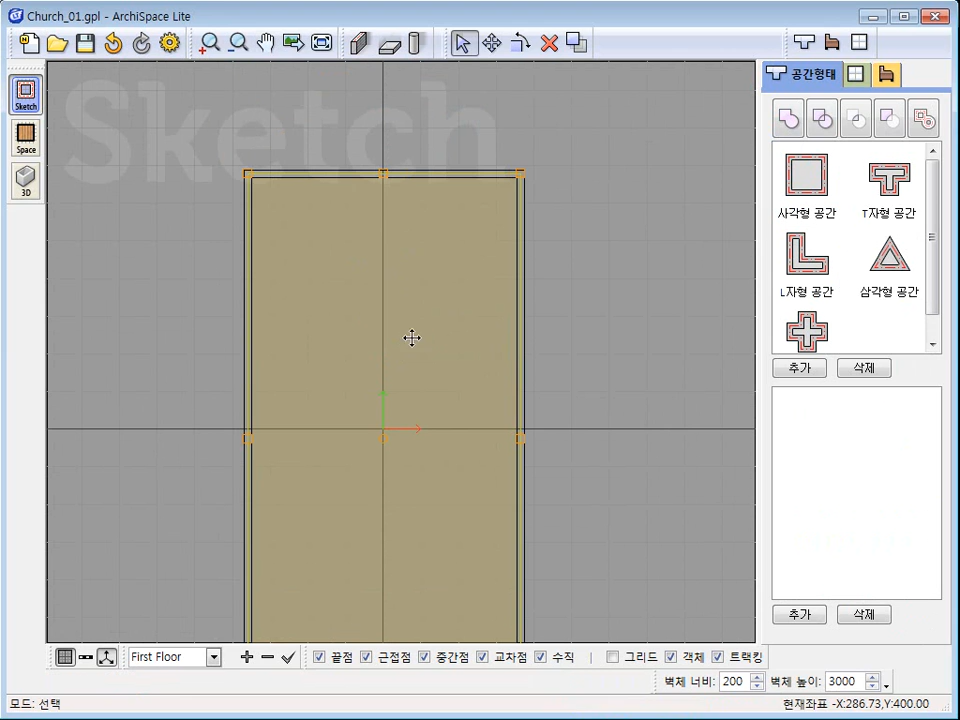 Church_01.gpl - ArchiSpace Lite
N
Sketch
Space
3D
Sketch
공간형태
사각형 공간
T자형 공간
L자형 공간
삼각형 공간
추가
삭제
추가
삭제
First Floor
끝점
근접점
중간점
교차점
수직
그리드
객체
트랙킹
벽체 너비: 200
벽체 높이: 3000
모드: 선택
현재좌표 -X:286.73,Y:400.00